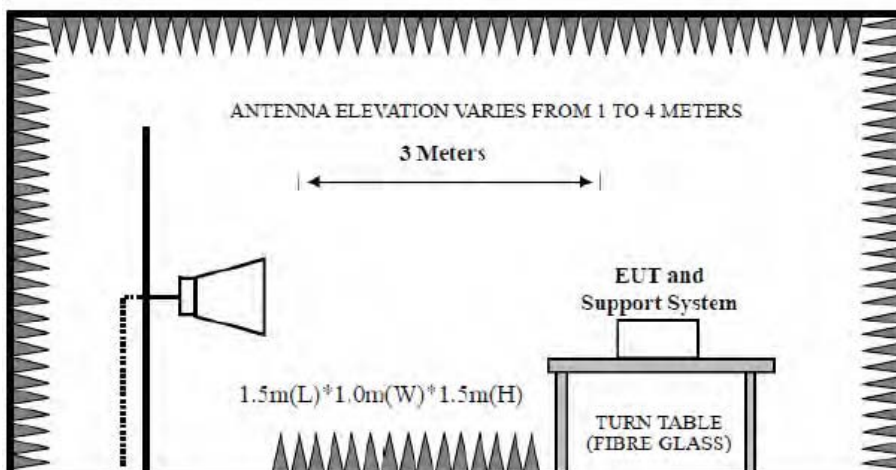 ANTENNA ELEVATION VARIES FROM 1 TO 4 METERS
3 Meters
EUT and
Support System
1.5m(L)*1.0m(W)*1.5m(H)
TURN TABLE
(FIBRE GLASS)